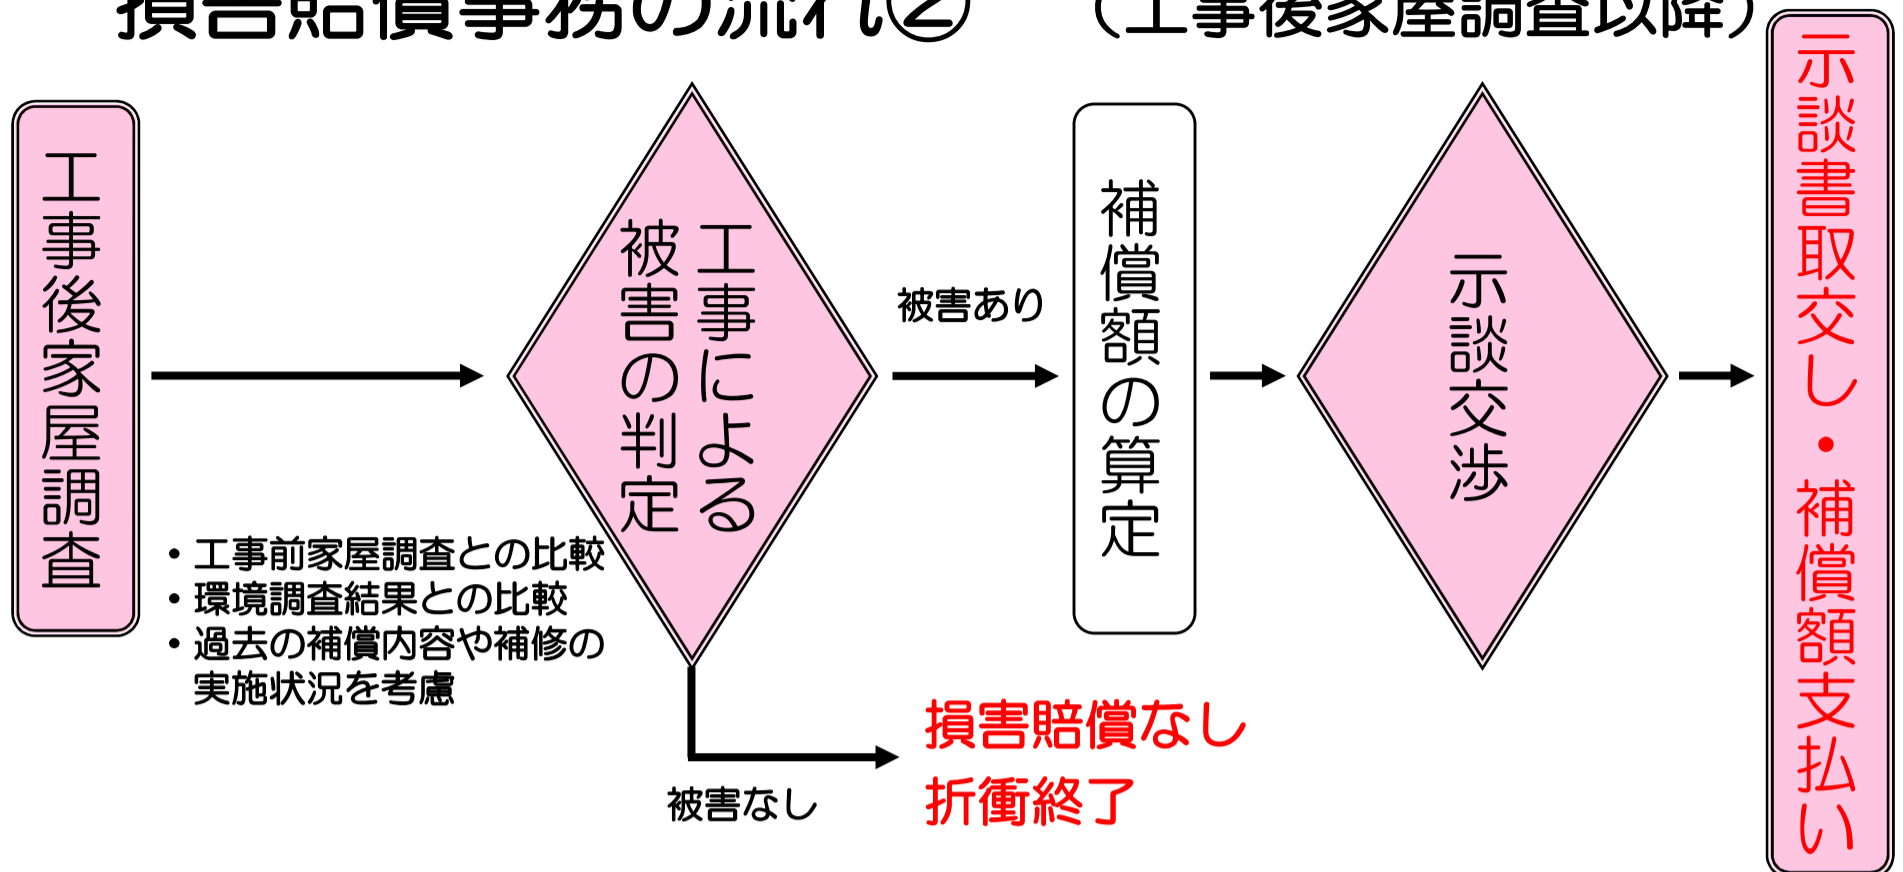 損害賠償事務の流れ② （工事後家屋調査以降）
工事後家屋調査
・工事前家屋調査との比較
・環境調査結果との比較
・過去の補償内容や補修の
実施状況を考慮
工事による
被害の判定
被害あり
被害なし
損害賠償なし
折衝終了
補償額の算定
示談交渉
示談書取交し・補償額支払い